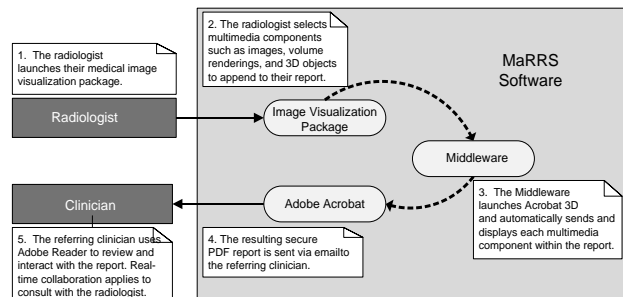 1.  The radiologist
launches their medical image
visualization package.
2. The radiologist selects
multimedia components
such as images, volume
renderings, and 3D objects
to append to their report.
MaRRS
Software
Radiologist
Image Visualization
Package
Middleware
Clinician
Adobe Acrobat
3.  The Middleware
launches Acrobat 3D
and automatically sends and
displays each multimedia
component within the report.
5.  The referring clinician uses
Adobe Reader to review and
interact with the report. Real-
time collaboration applies to
consult with the radiologist.
4.  The resulting secure
PDF report is sent via emailto
the referring clinician.